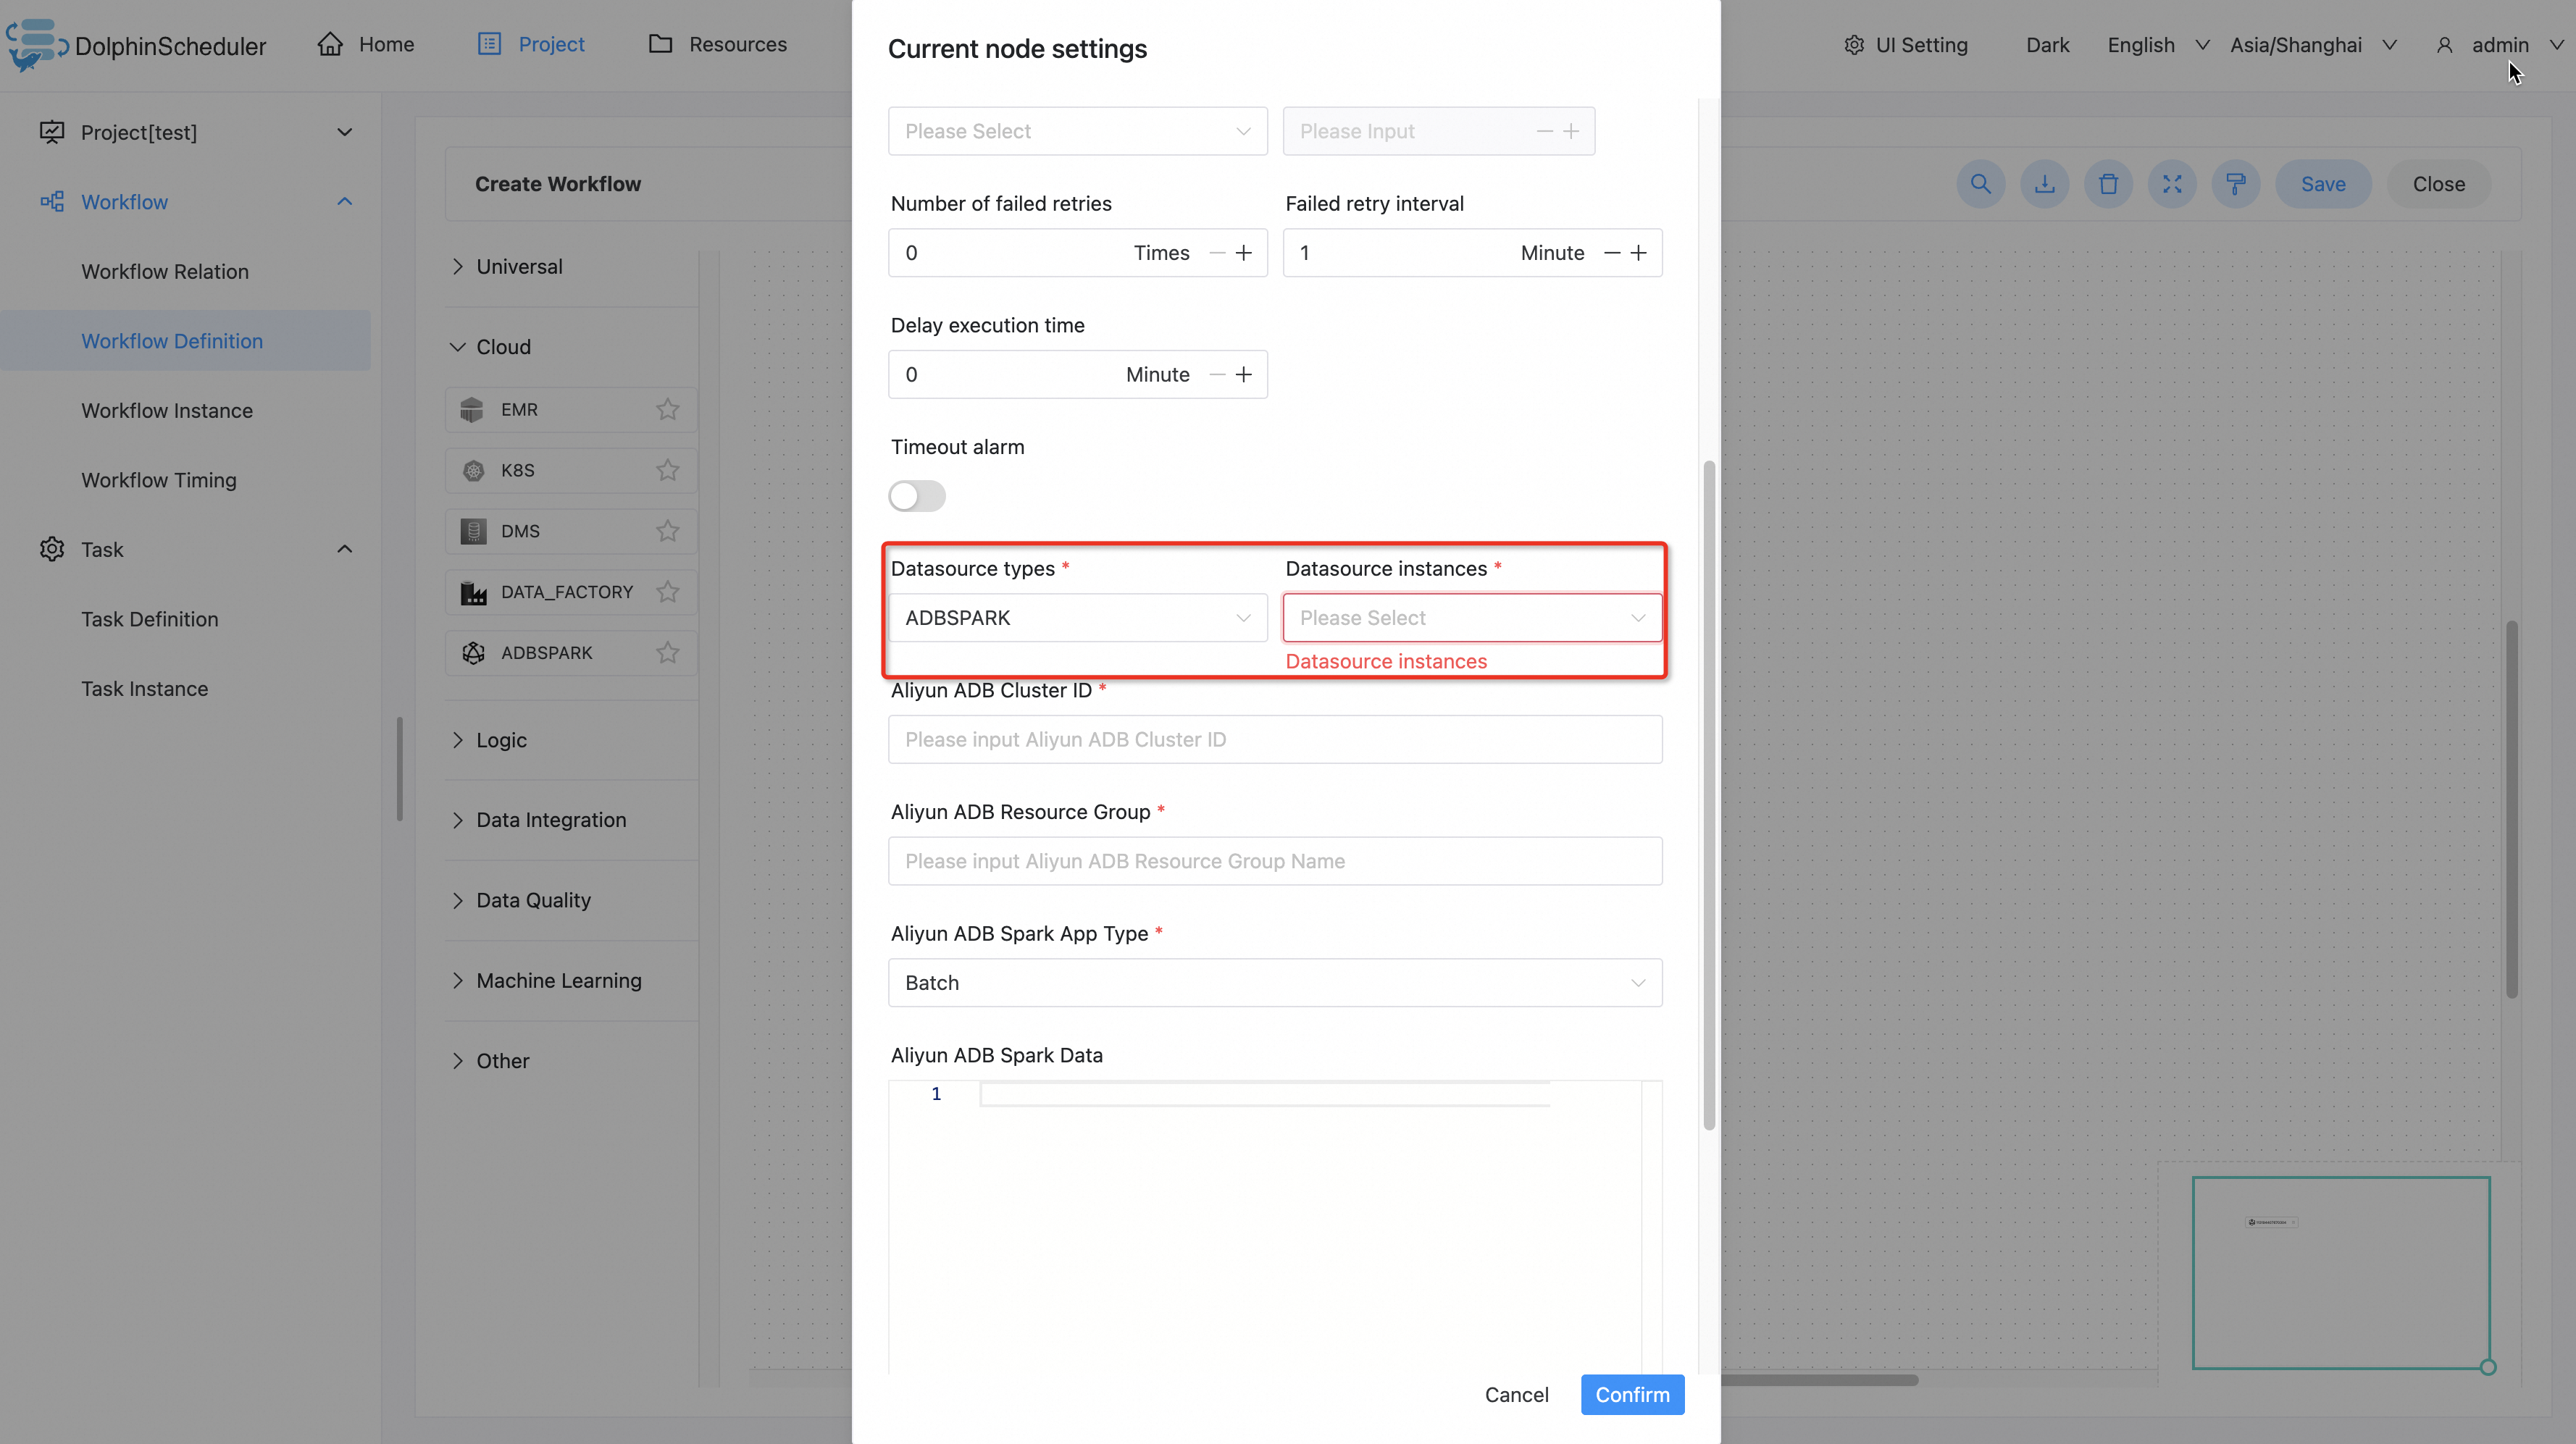 DolphinScheduler
Home
Project
Resources
UI Setting
Dark
English
Asia/Shanghai
admin
Project[test]
Workflow
Workflow Relation
Workflow Definition
Workflow Instance
Workflow Timing
Task
Task Definition
Task Instance
Create Workflow
Save
Close
Universal
Cloud
EMR
K8S
DMS
DATA_FACTORY
ADBSPARK
Logic
Data Integration
Data Quality
Machine Learning
Other
Current node settings
Please Select
Please Input
Number of failed retries
Failed retry interval
0 Times
1 Minute
Delay execution time
0 Minute
Timeout alarm
Datasource types *
Datasource instances *
ADBSPARK
Please Select
Datasource instances
Aliyun ADB Cluster ID *
Please input Aliyun ADB Cluster ID
Aliyun ADB Resource Group *
Please input Aliyun ADB Resource Group Name
Aliyun ADB Spark App Type *
Batch
Aliyun ADB Spark Data
1
Cancel
Confirm